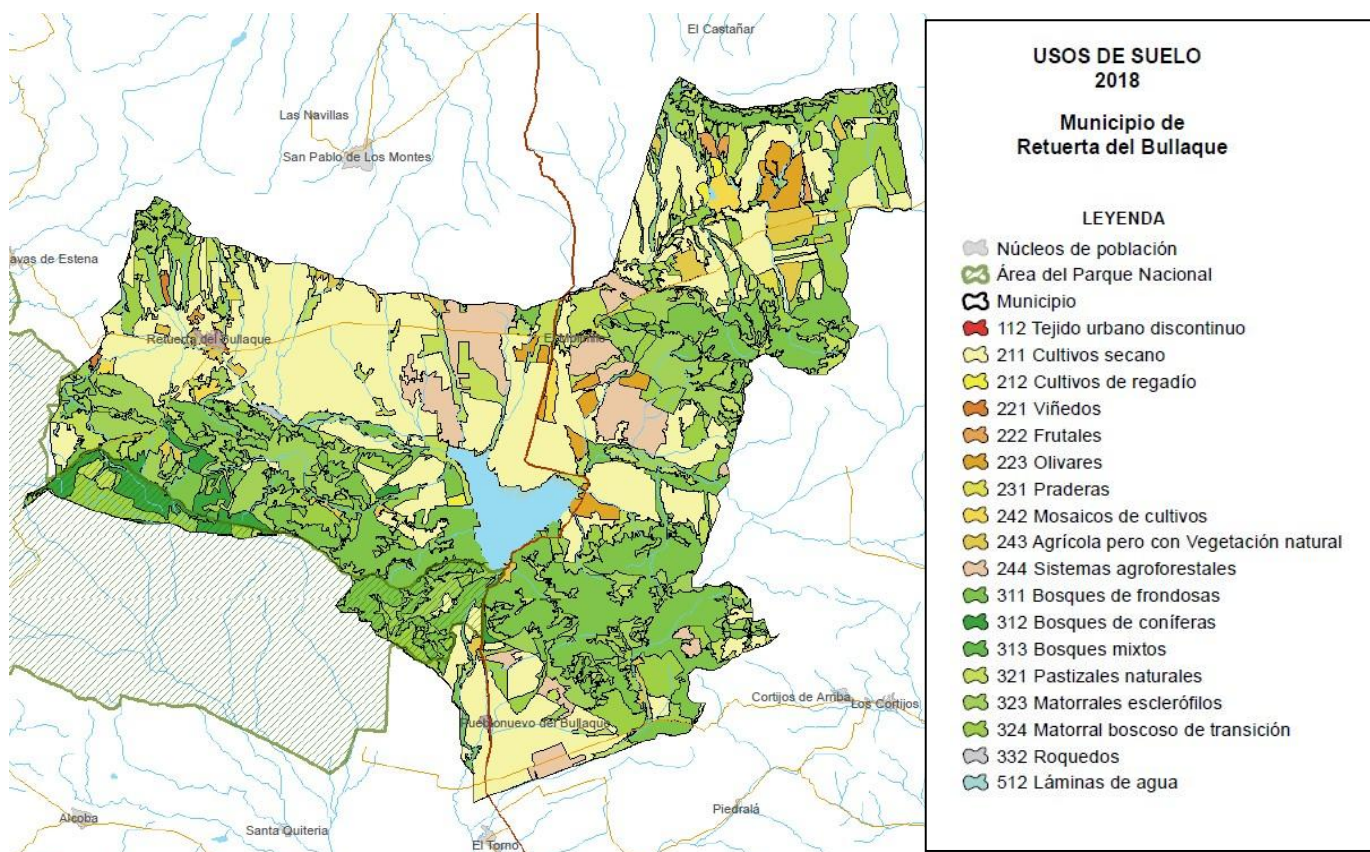 El Castañar
Las Navillas
San Pablo de Los Montes
avas de Estena
Retuerta del Bullaque
Pueblonuevo del Bullaque
Cortijos de Arriba
Los Cortijos
Piedralá
Alcoba
Santa Quiteria
El Torno
USOS DE SUELO
2018
Municipio de
Retuerta del Bullaque
LEYENDA
Núcleos de población
Área del Parque Nacional
Municipio
112 Tejido urbano discontinuo
211 Cultivos secano
212 Cultivos de regadío
221 Viñedos
222 Frutales
223 Olivares
231 Praderas
242 Mosaicos de cultivos
243 Agrícola pero con Vegetación natural
244 Sistemas agroforestales
311 Bosques de frondosas
312 Bosques de coníferas
313 Bosques mixtos
321 Pastizales naturales
323 Matorrales esclerófilos
324 Matorral boscoso de transición
332 Roquedos
512 Láminas de agua